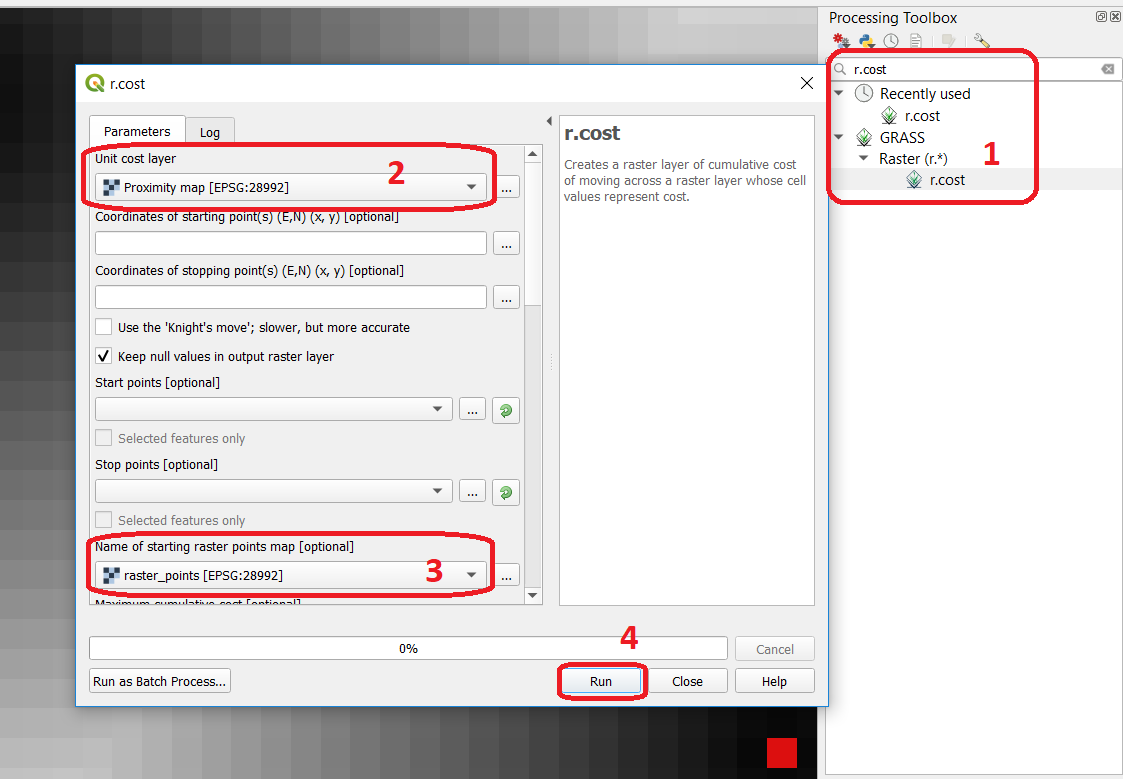 Processing Toolbox
r.cost
Recently used
r.cost
GRASS
Raster (r.*)
r.cost
1
r.cost
Parameters
Log
Unit cost layer
Proximity map [EPSG:28992]
...
2
Coordinates of starting point(s) (E,N) (x, y) [optional]
...
Coordinates of stopping point(s) (E,N) (x, y) [optional]
...
Use the 'Knight's move'; slower, but more accurate
Keep null values in output raster layer
Start points [optional]
...
Selected features only
Stop points [optional]
...
Selected features only
Name of starting raster points map [optional]
raster_points [EPSG:28992]
...
3
Maximum cumulative cost [optional]
r.cost
Creates a raster layer of cumulative cost
of moving across a raster layer whose cell
values represent cost.
0%
4
Cancel
Run as Batch Process...
Run
Close
Help